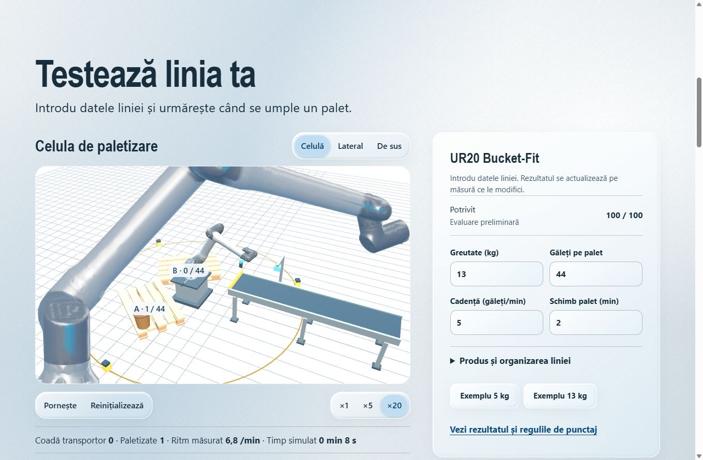 Testează linia ta
Introdu datele liniei și urmărește când se umple un palet.
Celula de paletizare
Celulă
Lateral
De sus
B · 0 / 44
A · 1 / 44
Pornește
Reinițializează
×1
×5
×20
Coadă transportor 0 · Paletizate 1 · Ritm măsurat 6,8 /min · Timp simulat 0 min 8 s
UR20 Bucket-Fit
Introdu datele liniei. Rezultatul se actualizează pe
măsură ce le modifici.
Potrivit
Evaluare preliminară
100 / 100
Greutate (kg)
Găleți pe palet
13
44
Cadență (găleți/min)
Schimb palet (min)
5
2
Produs și organizarea liniei
Exemplu 5 kg
Exemplu 13 kg
Vezi rezultatul și regulile de punctaj